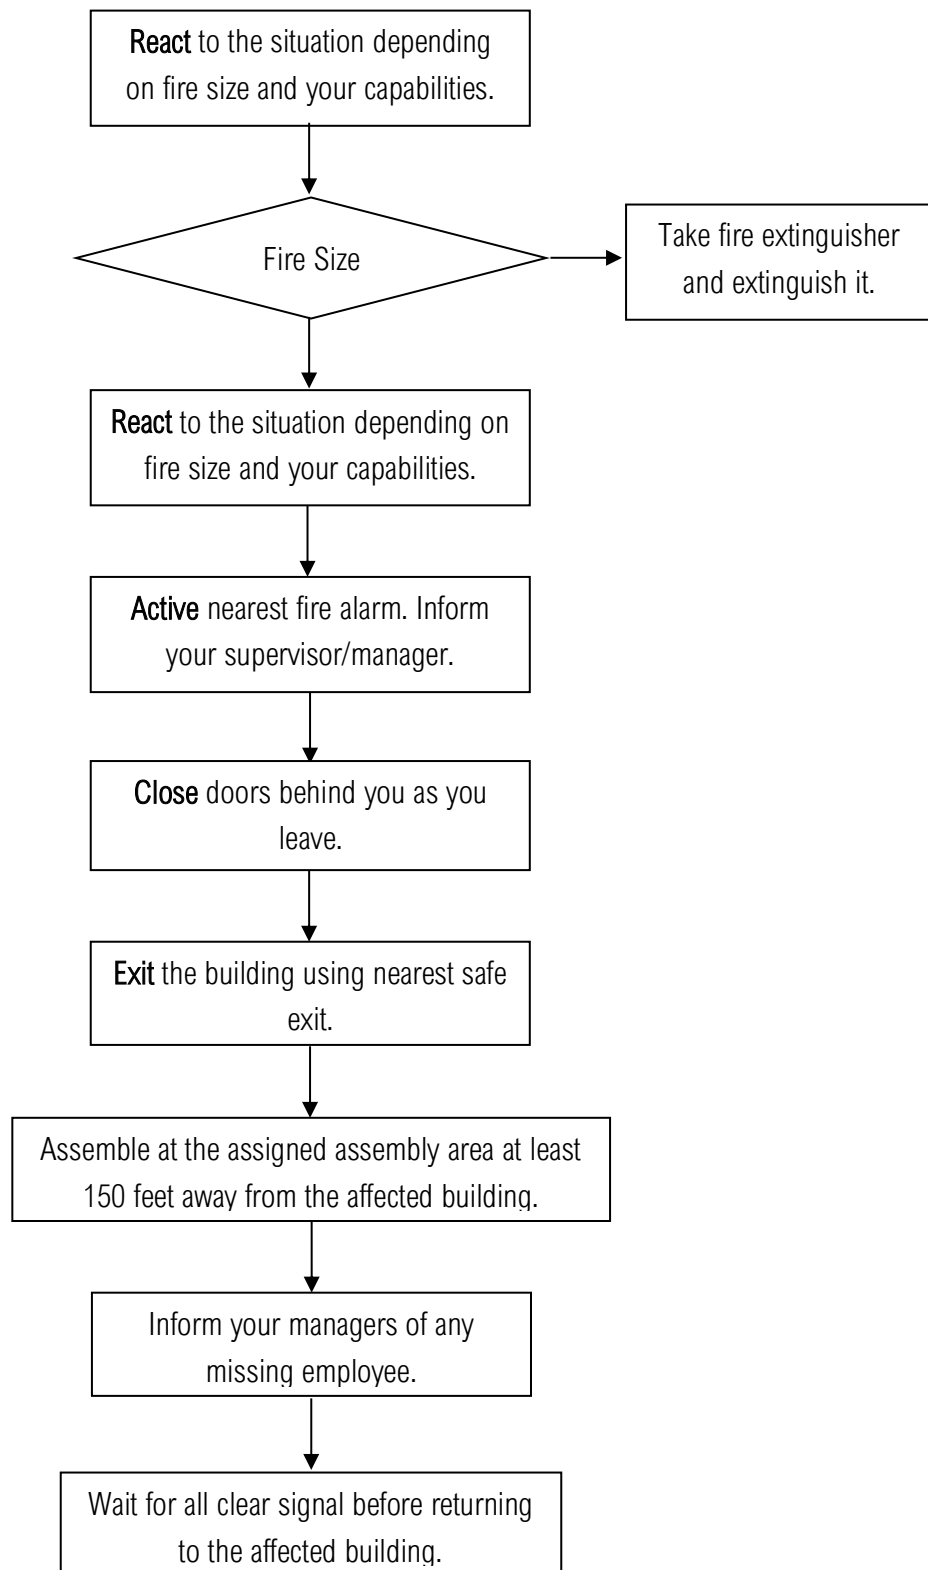 React to the situation depending
on fire size and your capabilities.
Fire Size
Take fire extinguisher
and extinguish it.
React to the situation depending on
fire size and your capabilities.
Active nearest fire alarm. Inform
your supervisor/manager.
Close doors behind you as you
leave.
Exit the building using nearest safe
exit.
Assemble at the assigned assembly area at least
150 feet away from the affected building.
Inform your managers of any
missing employee.
Wait for all clear signal before returning
to the affected building.